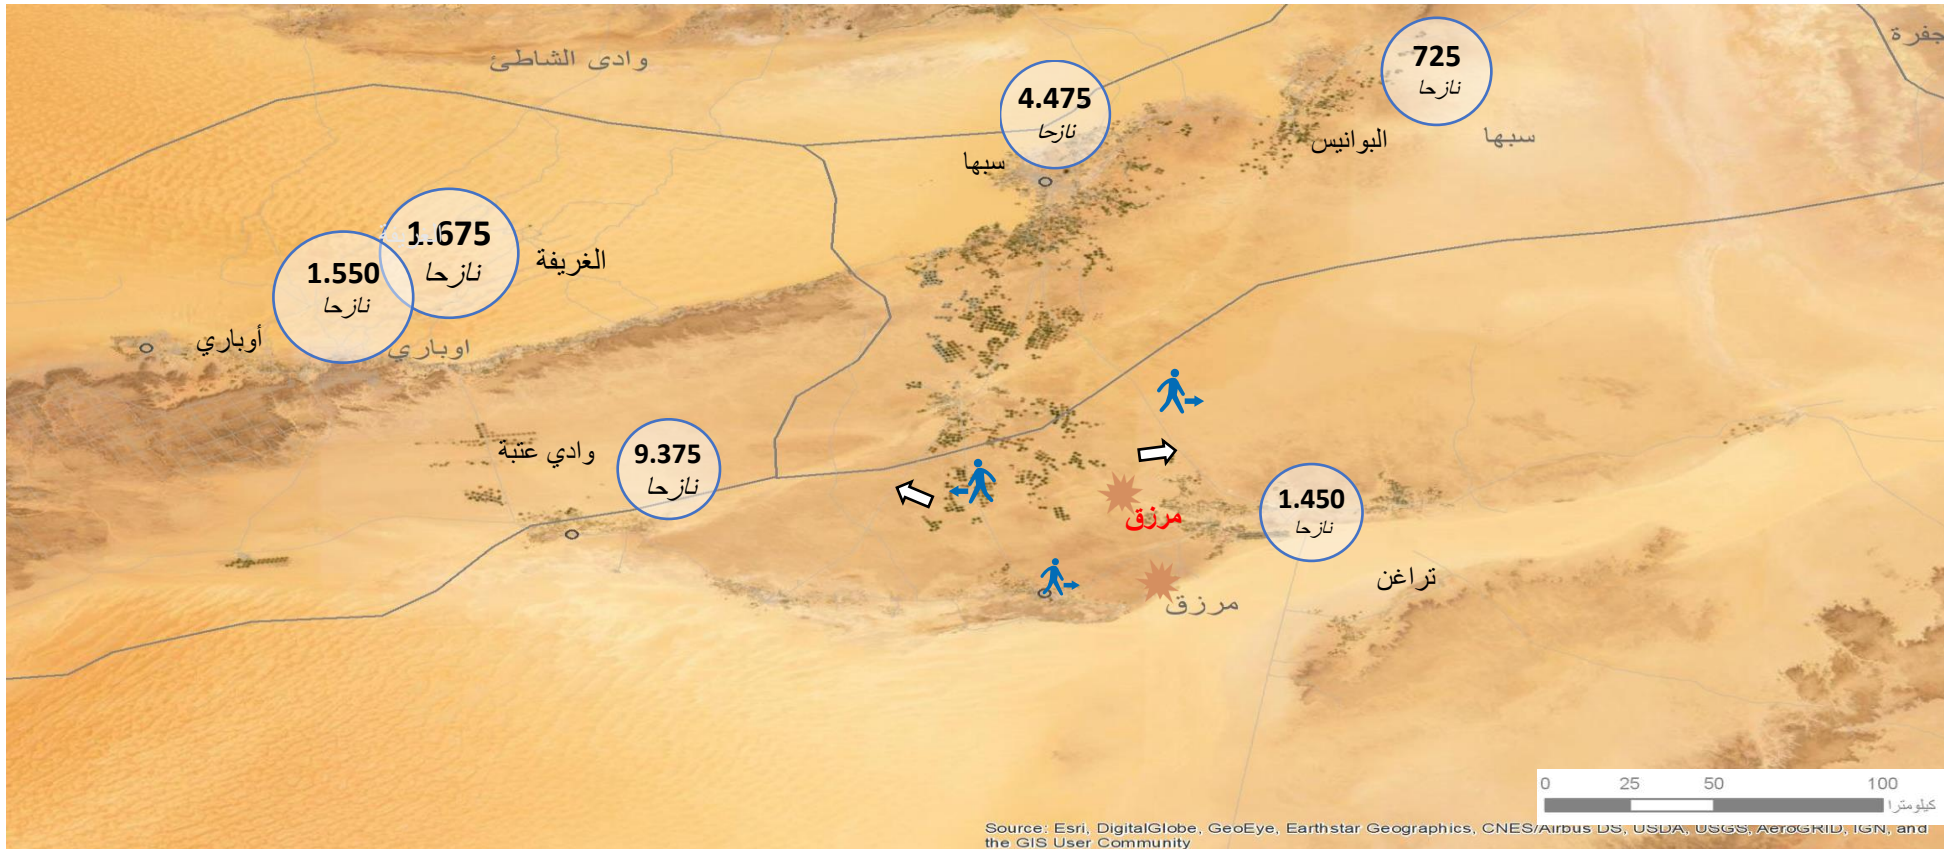 وادى الشاطئ
جفرة
725
نازحا
4.475
نازحا
البوانيس
سبها
سبها
1.675
نازحا
الغريفة
1.550
نازحا
أوباري
اوباري
وادي عتبة
9.375
نازحا
1.450
نازحا
مرزق
تراغن
مرزق
0 25 50 100
كيلومترا
Source: Esri, DigitalGlobe, GeoEye, Earthstar Geographics, CNES/Airbus DS, USDA, USGS, AeroGRID, IGN, and
the GIS User Community